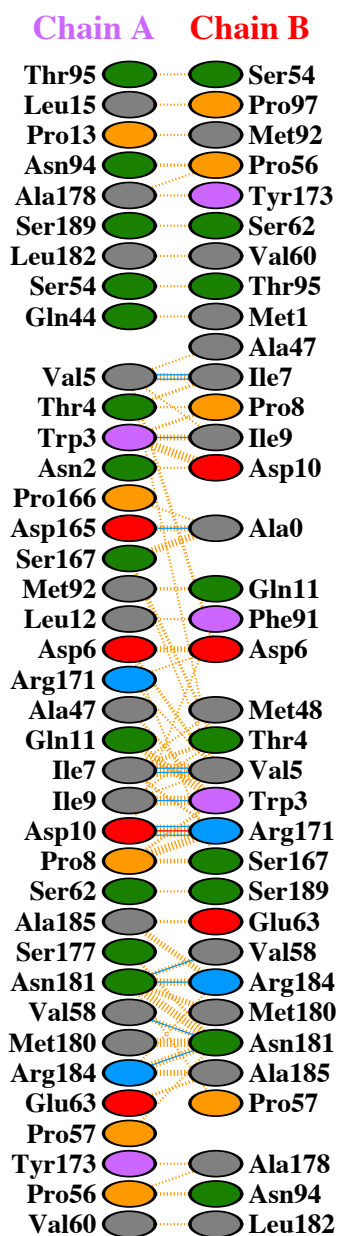 Chain A Chain B
Thr95 Ser54
Leu15 Pro97
Pro13 Met92
Asn94 Pro56
Ala178 Tyr173
Ser189 Ser62
Leu182 Val60
Ser54 Thr95
Gln44 Met1
Ala47
Val5 Ile7
Thr4 Pro8
Trp3 Ile9
Asn2 Asp10
Pro166
Asp165 Ala0
Ser167
Met92 Gln11
Leu12 Phe91
Asp6 Asp6
Arg171
Ala47 Met48
Gln11 Thr4
Ile7 Val5
Ile9 Trp3
Asp10 Arg171
Pro8 Ser167
Ser62 Ser189
Ala185 Glu63
Ser177 Val58
Asn181 Arg184
Val58 Met180
Met180 Asn181
Arg184 Ala185
Glu63 Pro57
Pro57
Tyr173 Ala178
Pro56 Asn94
Val60 Leu182